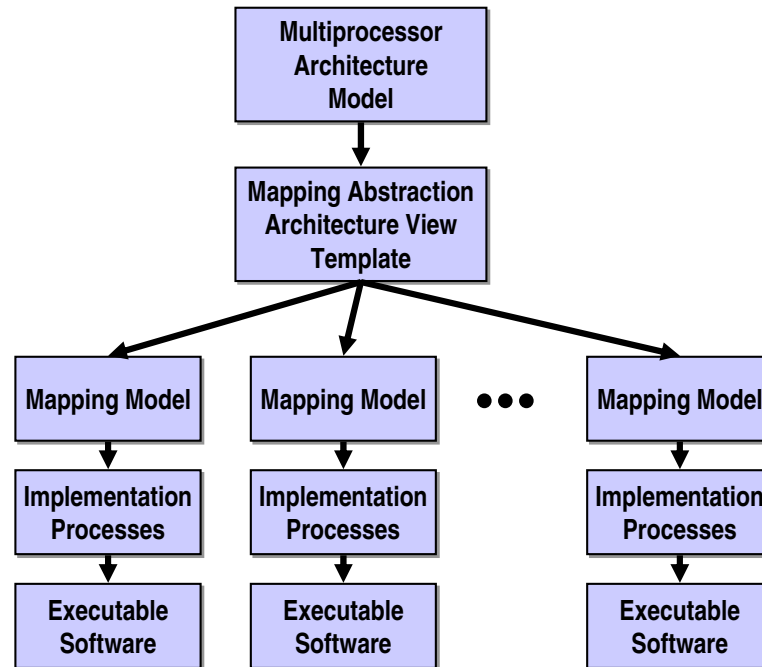 Multiprocessor
Architecture
Model
Mapping Abstraction
Architecture View
Template
Mapping Model
Mapping Model
Mapping Model
Implementation
Processes
Implementation
Processes
Implementation
Processes
Executable
Software
Executable
Software
Executable
Software